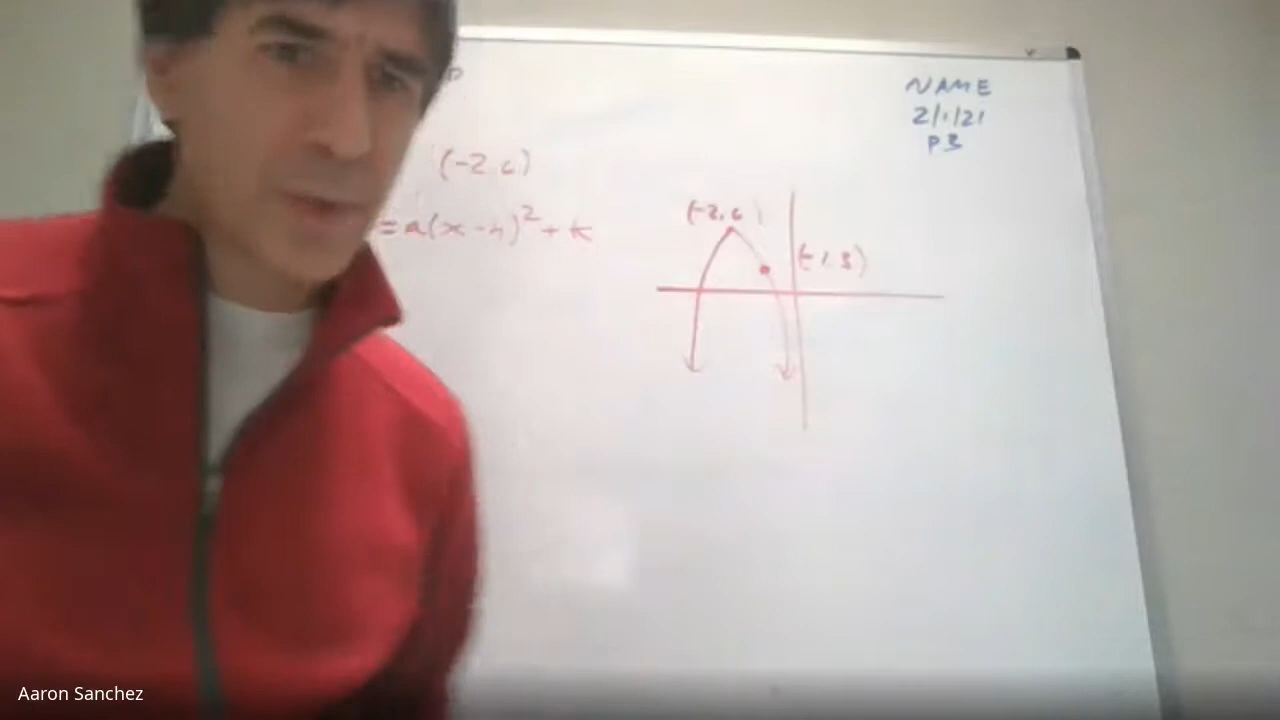 NAME
2/1/21
P3
(-2,6)
=a(x-h)²+k
(-2,6)
(-1,3)
Aaron Sanchez